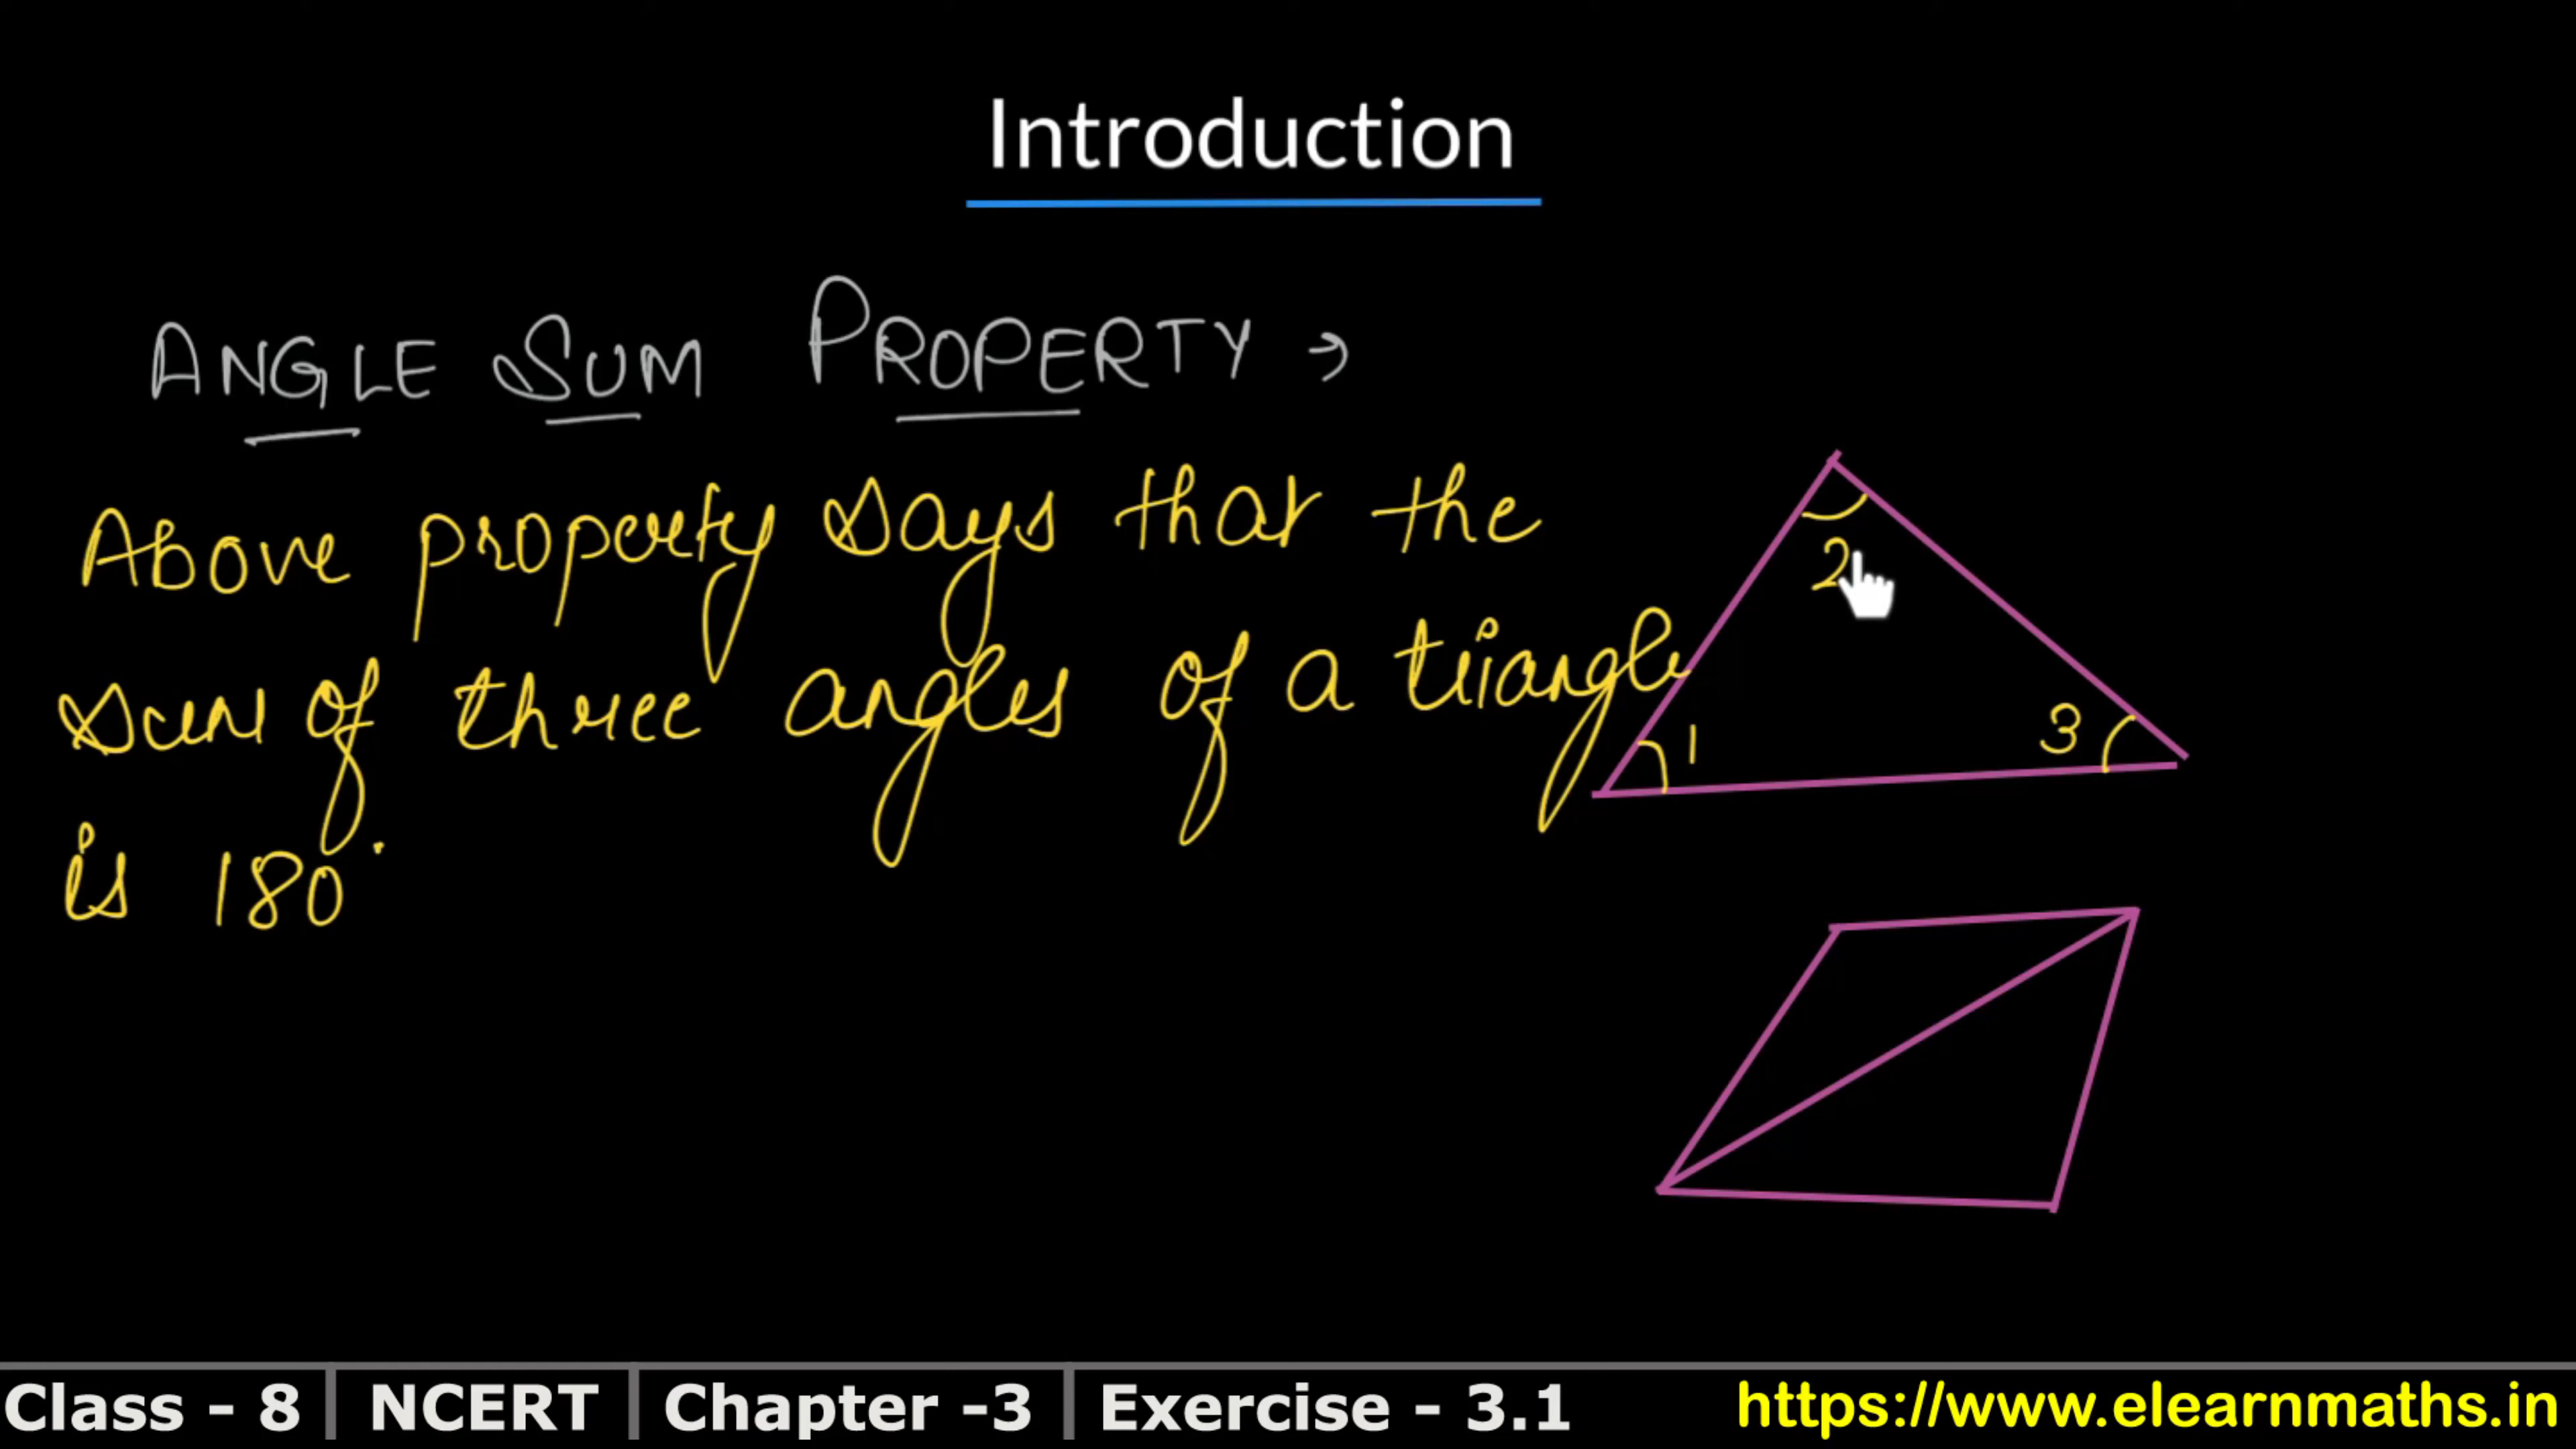 Introduction
ANGLE SUM PROPERTY →
Above property says that the
sum of three angles of a triangle
is 180°
2
1
3
Class - 8 | NCERT | Chapter -3 | Exercise - 3.1
https://www.elearnmaths.in